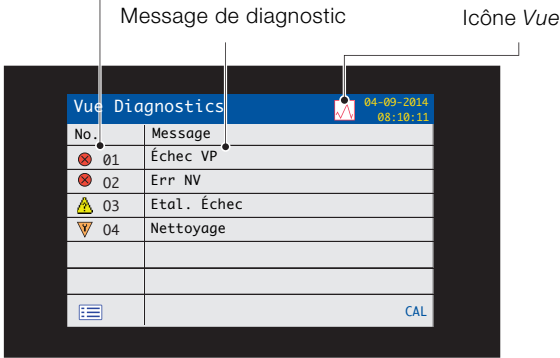 Message de diagnostic
Icône Vue
Vue Diagnostics
04-09-2014
08:10:11
No. Message
01 Échec VP
02 Err NV
03 Etal. Échec
04 Nettoyage
CAL